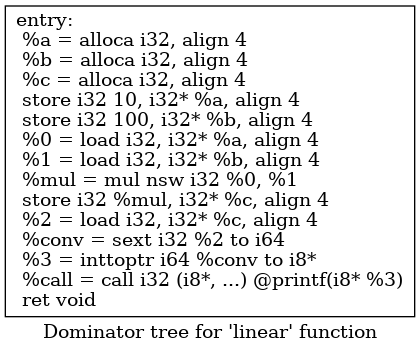 entry:
%a = alloca i32, align 4
%b = alloca i32, align 4
%c = alloca i32, align 4
store i32 10, i32* %a, align 4
store i32 100, i32* %b, align 4
%0 = load i32, i32* %a, align 4
%1 = load i32, i32* %b, align 4
%mul = mul nsw i32 %0, %1
store i32 %mul, i32* %c, align 4
%2 = load i32, i32* %c, align 4
%conv = sext i32 %2 to i64
%3 = inttoptr i64 %conv to i8*
%call = call i32 (i8*, ...) @printf(i8* %3)
ret void
Dominator tree for 'linear' function